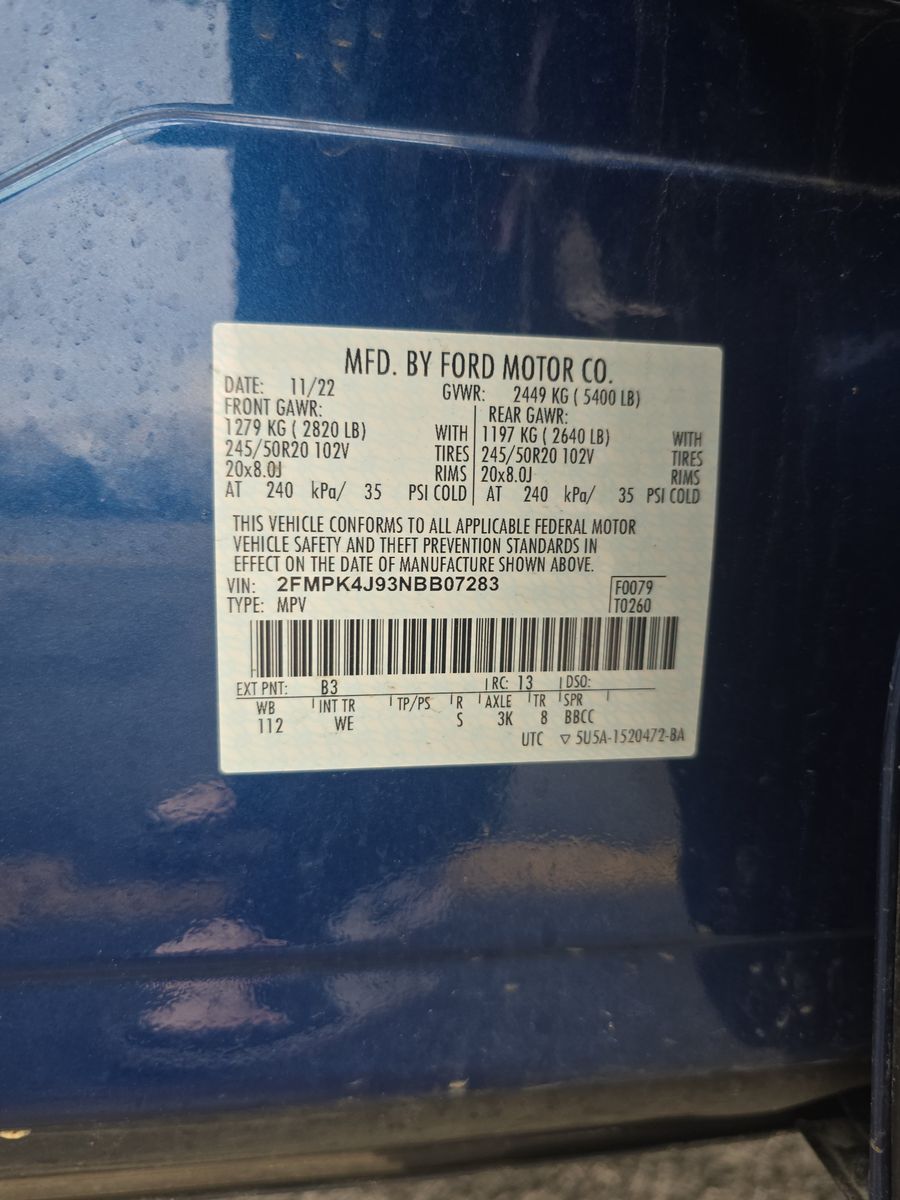 MFD. BY FORD MOTOR CO.
DATE: 11/22 GVWR: 2449 KG ( 5400 LB)
FRONT GAWR: REAR GAWR:
1279 KG ( 2820 LB) WITH 1197 KG ( 2640 LB) WITH
245/50R20 102V TIRES 245/50R20 102V TIRES
20x8.0J RIMS 20x8.0J RIMS
AT 240 kPa/ 35 PSI COLD AT 240 kPa/ 35 PSI COLD
THIS VEHICLE CONFORMS TO ALL APPLICABLE FEDERAL MOTOR
VEHICLE SAFETY AND THEFT PREVENTION STANDARDS IN
EFFECT ON THE DATE OF MANUFACTURE SHOWN ABOVE.
VIN: 2FMPK4J93NBB07283 F0079
TYPE: MPV T0260
EXT PNT: B3 RC: 13 DSO:
WB INT TR TP/PS R AXLE TR SPR
112 WE S 3K 8 BBCC
UTC ▽ 5U5A-1520472-BA